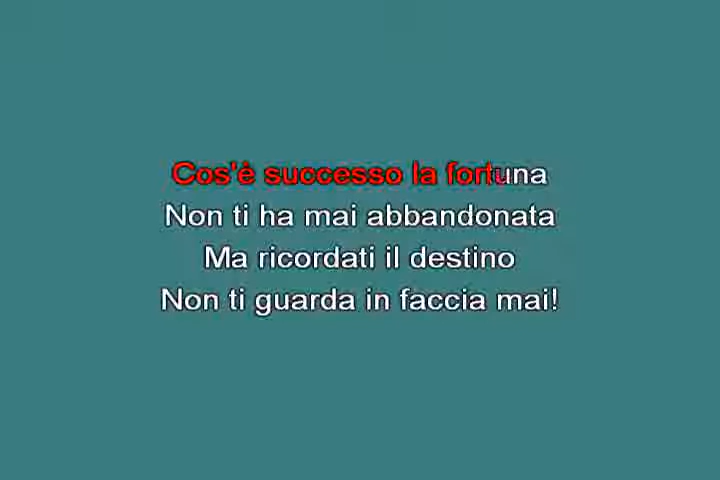 Cos'è successo la fortuna
Non ti ha mai abbandonata
Ma ricordati il destino
Non ti guarda in faccia mai!